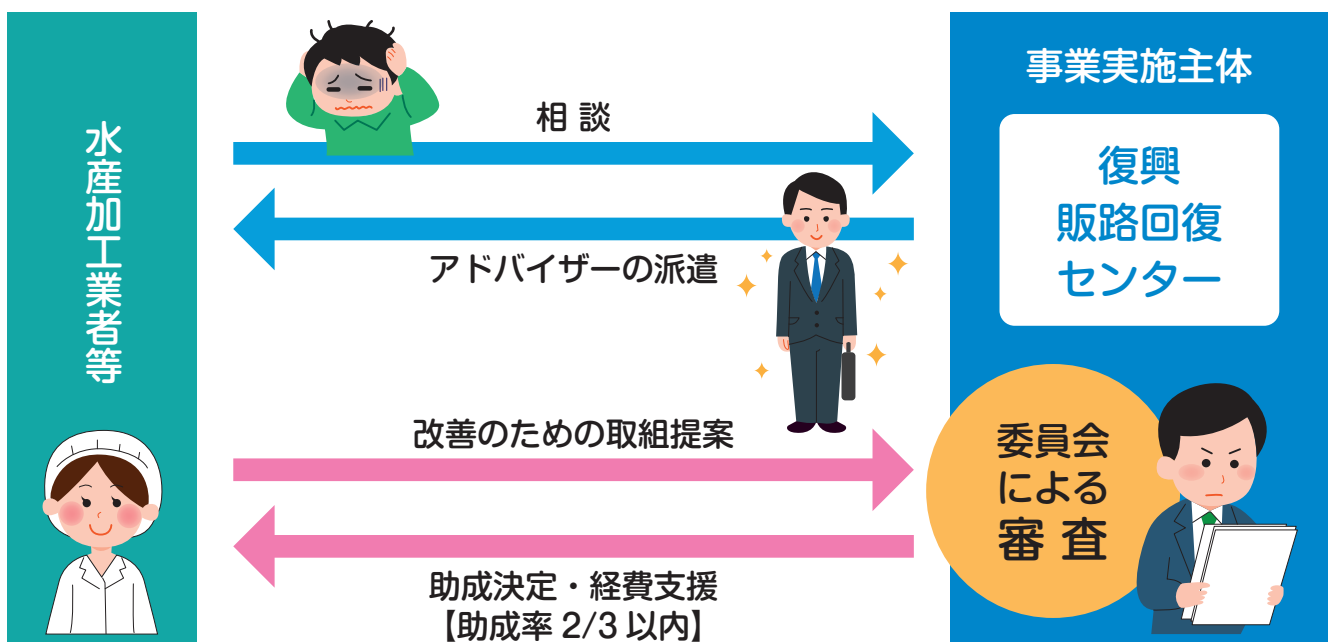 水産加工業者等
相 談
アドバイザーの派遣
改善のための取組提案
助成決定・経費支援
【助成率 2/3 以内】
事業実施主体
復興
販路回復
センター
委員会
による
審 査